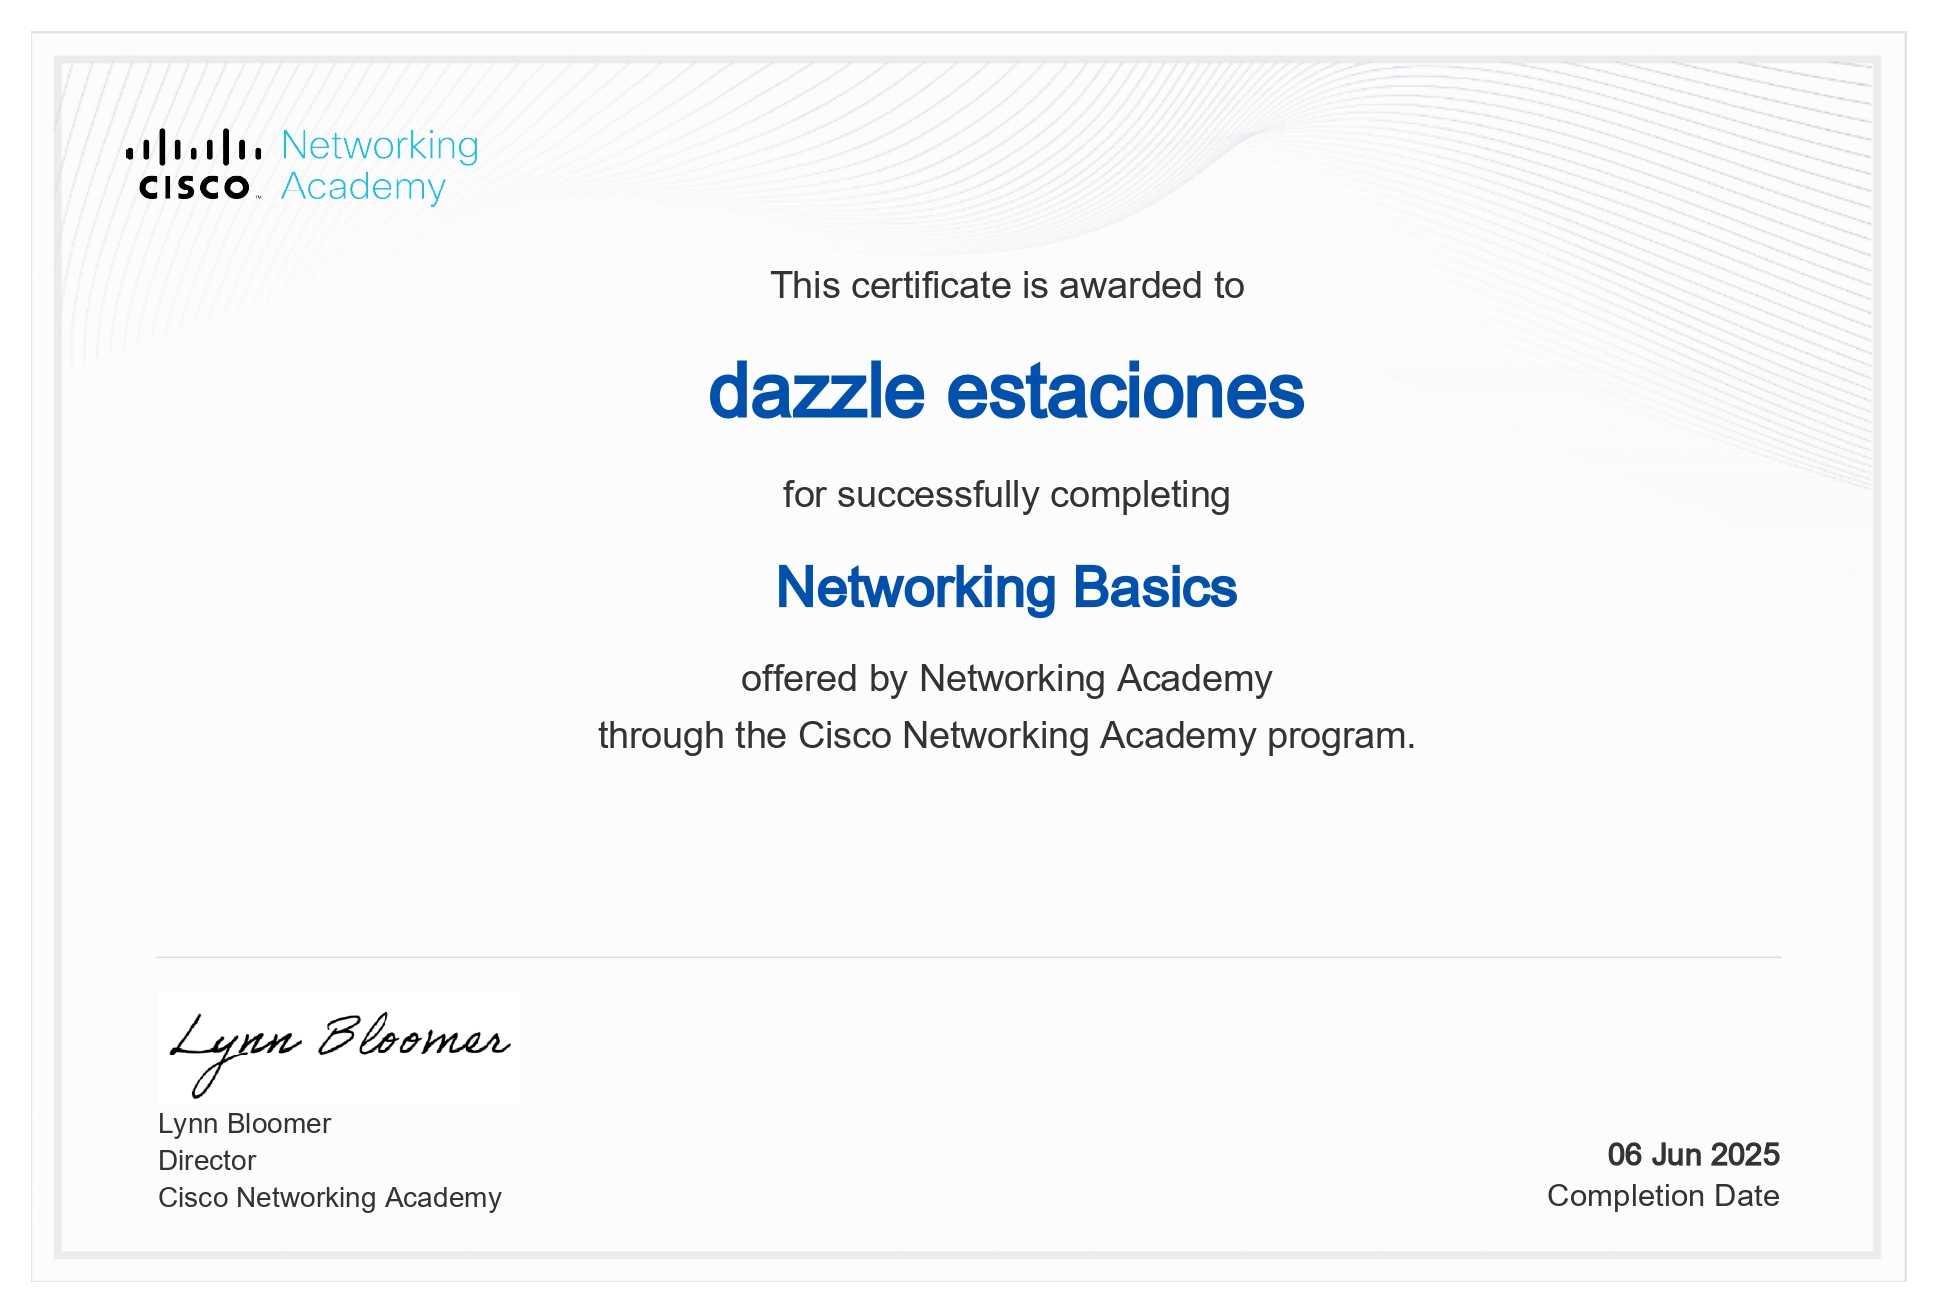 Networking
Academy
CISCO™
This certificate is awarded to
dazzle estaciones
for successfully completing
Networking Basics
offered by Networking Academy
through the Cisco Networking Academy program.
Lynn Bloomer
Lynn Bloomer
Director
Cisco Networking Academy
06 Jun 2025
Completion Date